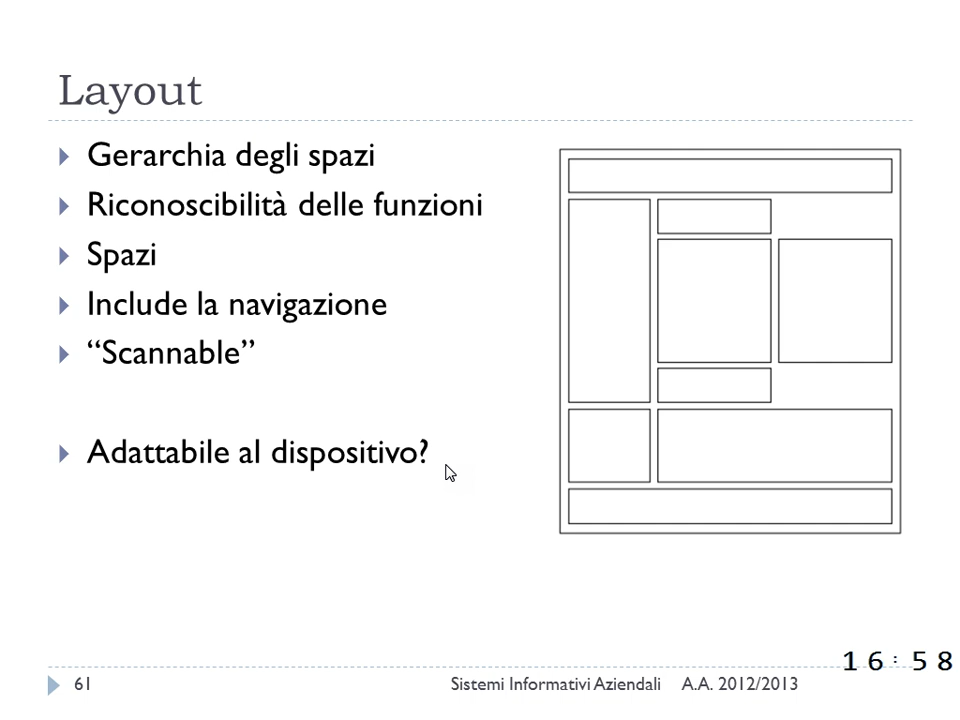 Layout
Gerarchia degli spazi
Riconoscibilità delle funzioni
Spazi
Include la navigazione
“Scannable”
Adattabile al dispositivo?
16:58
61
Sistemi Informativi Aziendali A.A. 2012/2013